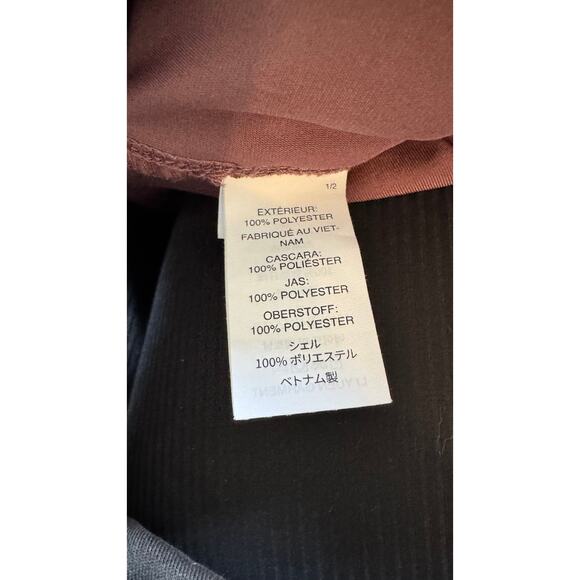 1/2
EXTÉRIEUR:
100% POLYESTER
FABRIQUÉ AU VIET-
NAM
CASCARA:
100% POLIÉSTER
JAS:
100% POLYESTER
OBERSTOFF:
100% POLYESTER
シェル
100% ポリエステル
ベトナム製